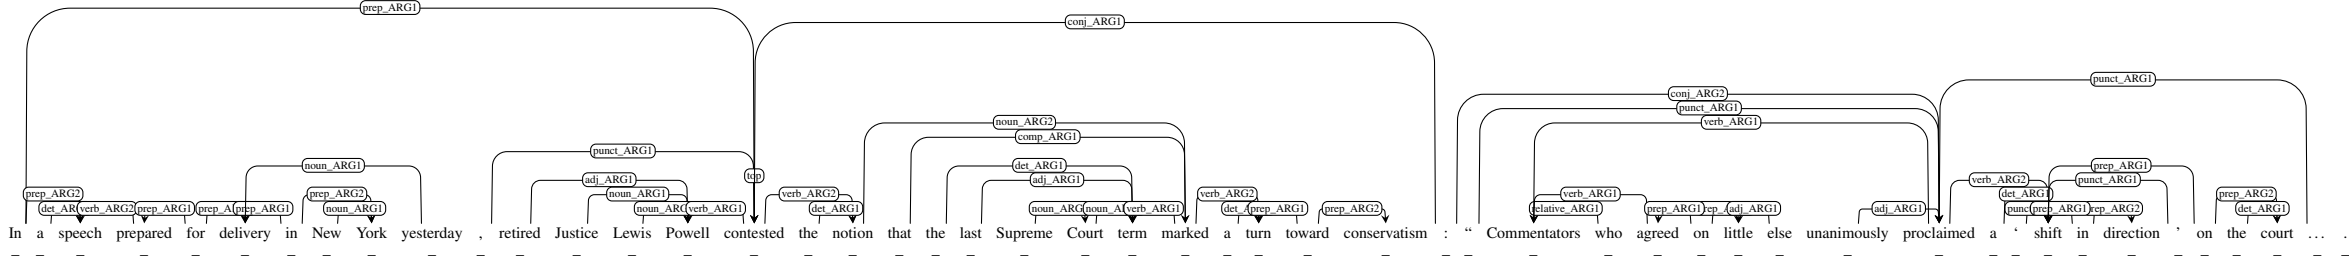 prep_ARG1
conj_ARG1
punct_ARG1
conj_ARG2
punct_ARG1
noun_ARG2 verb_ARG1
comp_ARG1
punct_ARG1
noun_ARG1 det_ARG1 prep_ARG1
top
adj_ARG1 adj_ARG1 verb_ARG2 punct_ARG1
prep_ARG2 prep_ARG2 noun_ARG1 verb_ARG2 verb_ARG2 verb_ARG1 det_ARG1 prep_ARG2
verb_ARG2 prep_ARG1 prep_ARG1 noun_ARG1 verb_ARG1 det_ARG1 verb_ARG1 prep_ARG1 prep_ARG2 relative_ARG1 prep_ARG1 adj_ARG1 adj_ARG1 prep_ARG1 det_ARG1
In a speech prepared for delivery in New York yesterday , retired Justice Lewis Powell contested the notion that the last Supreme Court term marked a turn toward conservatism : “ Commentators who agreed on little else unanimously proclaimed a ‘ shift in direction ’ on the court … .